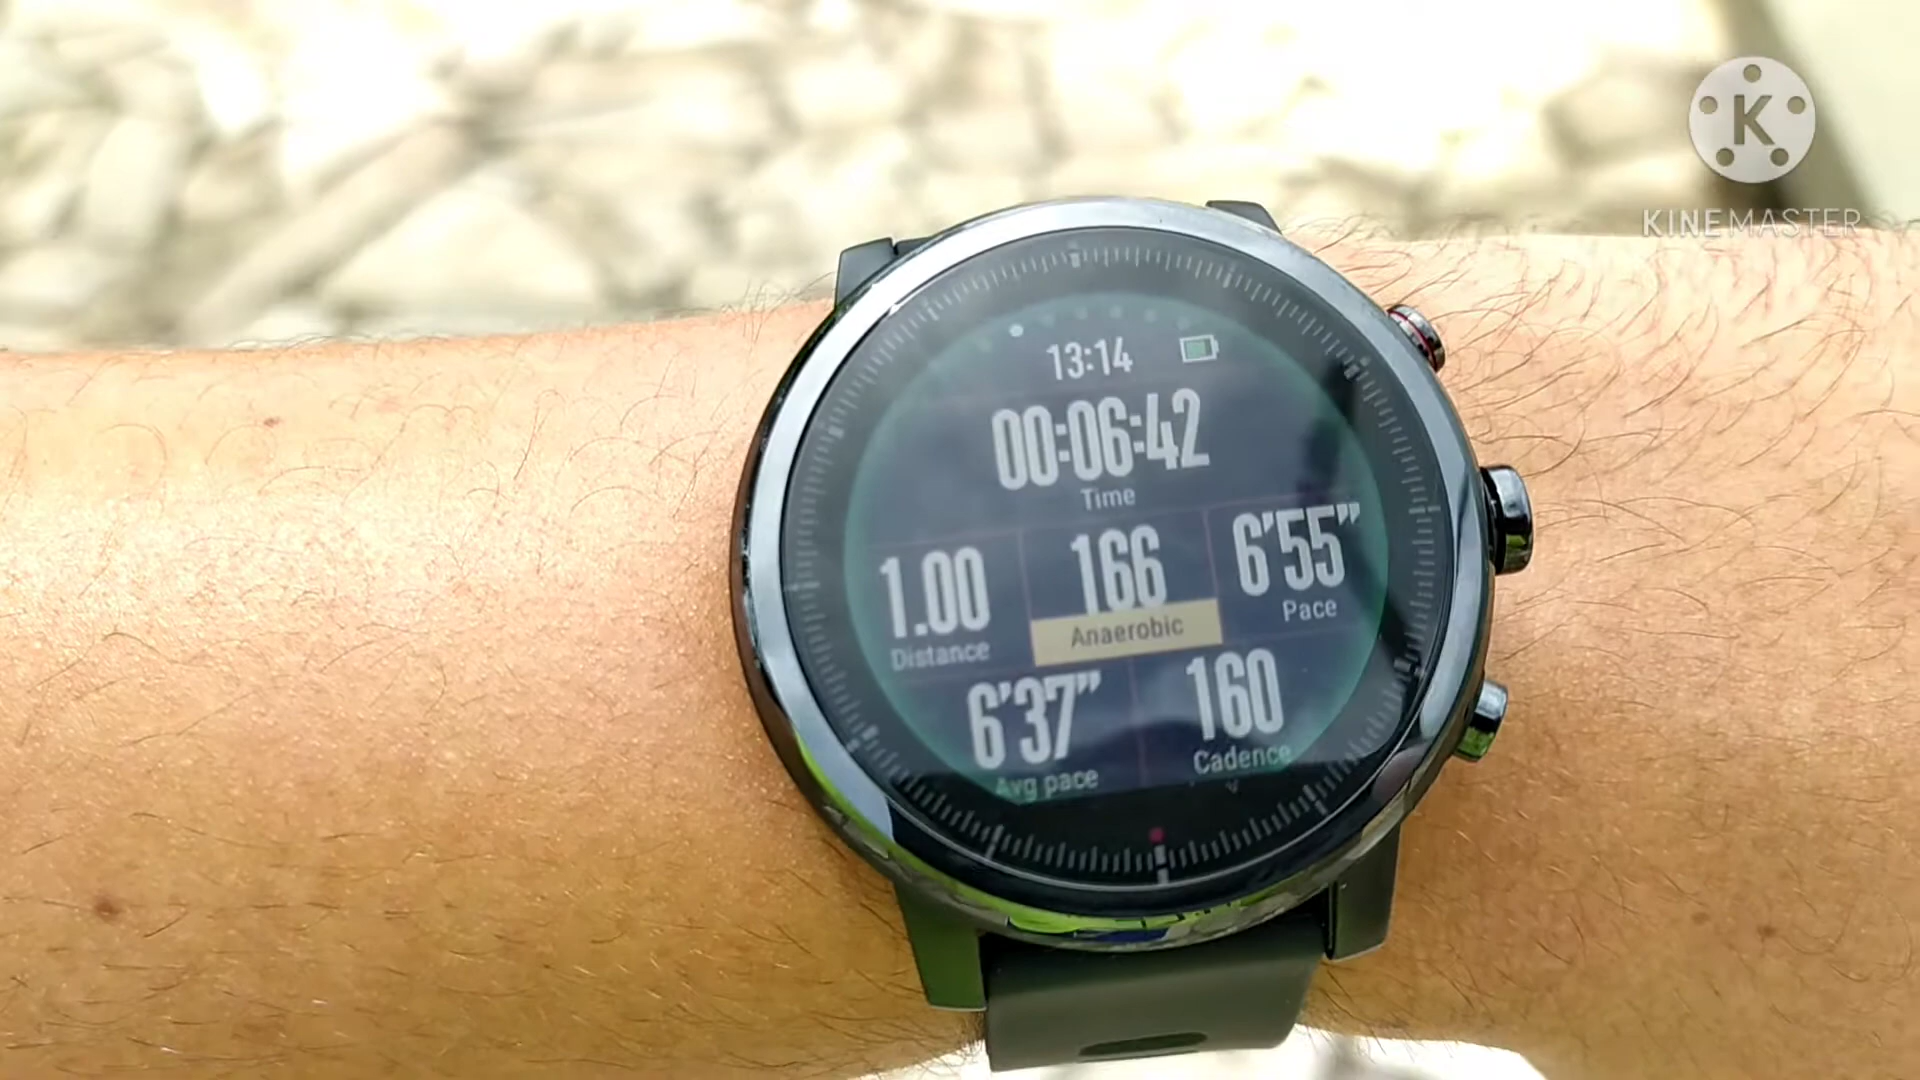 K
KINEMASTER
13:14
00:06:42
Time
1.00
Distance
166
Anaerobic
6'55"
Pace
6'37"
Avg pace
160
Cadence